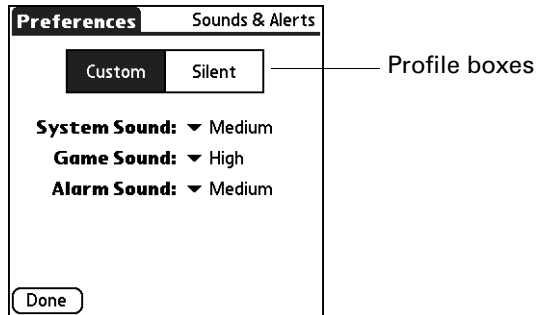 Preferences Sounds & Alerts
Custom Silent Profile boxes
System Sound: Medium
Game Sound: High
Alarm Sound: Medium
Done